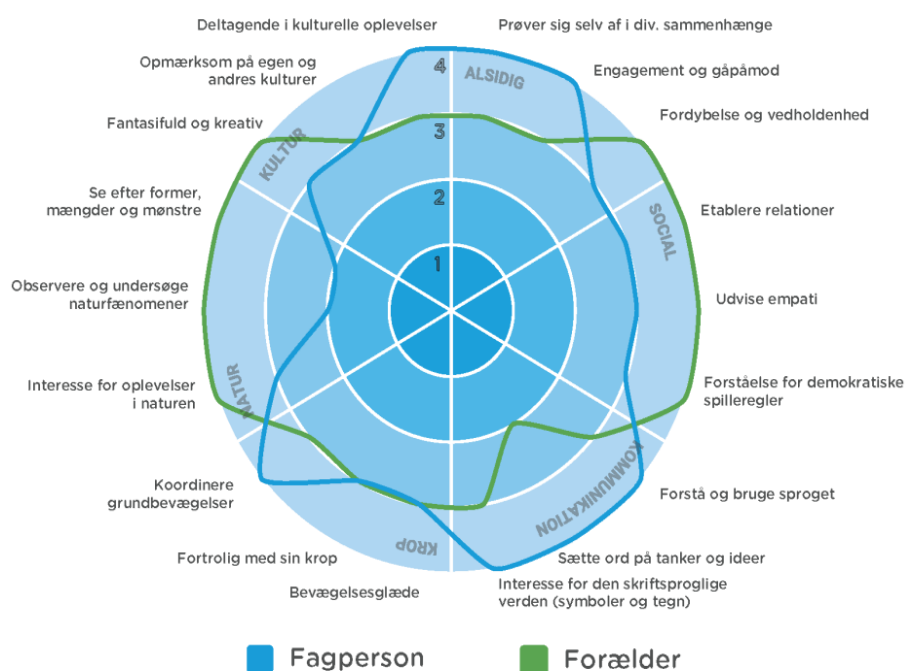 Deltagende i kulturelle oplevelser
Prøver sig selv af i div. sammenhænge
Opmærksom på egen og
andres kulturer
Engagement og gåpåmod
Fantasifuld og kreativ
Fordybelse og vedholdenhed
Se efter former,
mængder og mønstre
Etablere relationer
Observere og undersøge
naturfænomener
Udvise empati
Interesse for oplevelser
i naturen
Forståelse for demokratiske
spilleregler
Koordinere
grundbevægelser
Forstå og bruge sproget
Fortrolig med sin krop
Sætte ord på tanker og ideer
Bevægelsesglæde
Interesse for den skriftsproglige
verden (symboler og tegn)
4
3
2
1
ALSIDIG
SOCIAL
KOMMUNIKATION
KROP
NATUR
KULTUR
Fagperson
Forælder